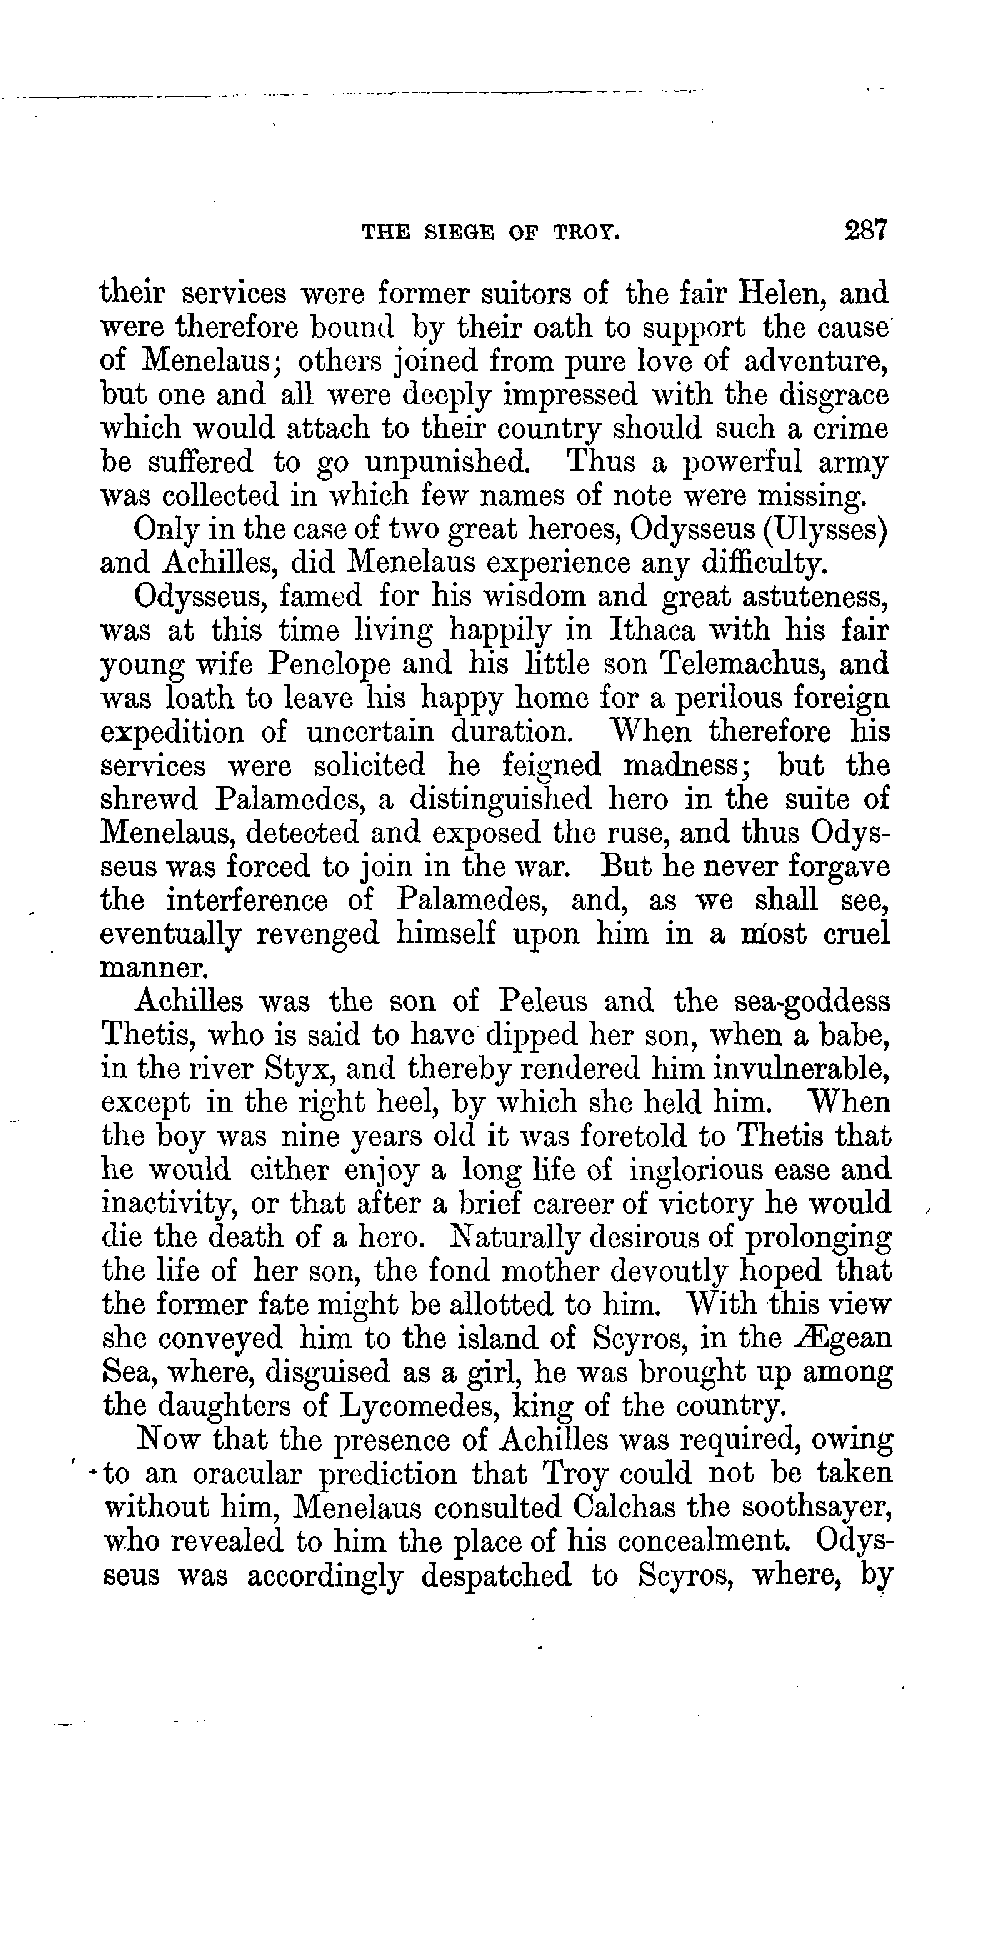 THE SIEGE OF TROY. 287
their services were former suitors of the fair Helen, and
were therefore bound by their oath to support the cause
of Menelaus; others joined from pure love of adventure,
but one and all were deeply impressed with the disgrace
which would attach to their country should such a crime
be suffered to go unpunished. Thus a powerful army
was collected in which few names of note were missing.
Only in the case of two great heroes, Odysseus (Ulysses)
and Achilles, did Menelaus experience any difficulty.
Odysseus, famed for his wisdom and great astuteness,
was at this time living happily in Ithaca with his fair
young wife Penelope and his little son Telemachus, and
was loath to leave his happy home for a perilous foreign
expedition of uncertain duration. When therefore his
services were solicited he feigned madness; but the
shrewd Palamedes, a distinguished hero in the suite of
Menelaus, detected and exposed the ruse, and thus Odys-
seus was forced to join in the war. But he never forgave
the interference of Palamedes, and, as we shall see,
eventually revenged himself upon him in a most cruel
manner.
Achilles was the son of Peleus and the sea-goddess
Thetis, who is said to have dipped her son, when a babe,
in the river Styx, and thereby rendered him invulnerable,
except in the right heel, by which she held him. When
the boy was nine years old it was foretold to Thetis that
he would either enjoy a long life of inglorious ease and
inactivity, or that after a brief career of victory he would
die the death of a hero. Naturally desirous of prolonging
the life of her son, the fond mother devoutly hoped that
the former fate might be allotted to him. With this view
she conveyed him to the island of Scyros, in the Ægean
Sea, where, disguised as a girl, he was brought up among
the daughters of Lycomedes, king of the country.
Now that the presence of Achilles was required, owing
to an oracular prediction that Troy could not be taken
without him, Menelaus consulted Calchas the soothsayer,
who revealed to him the place of his concealment. Odys-
seus was accordingly despatched to Scyros, where, by